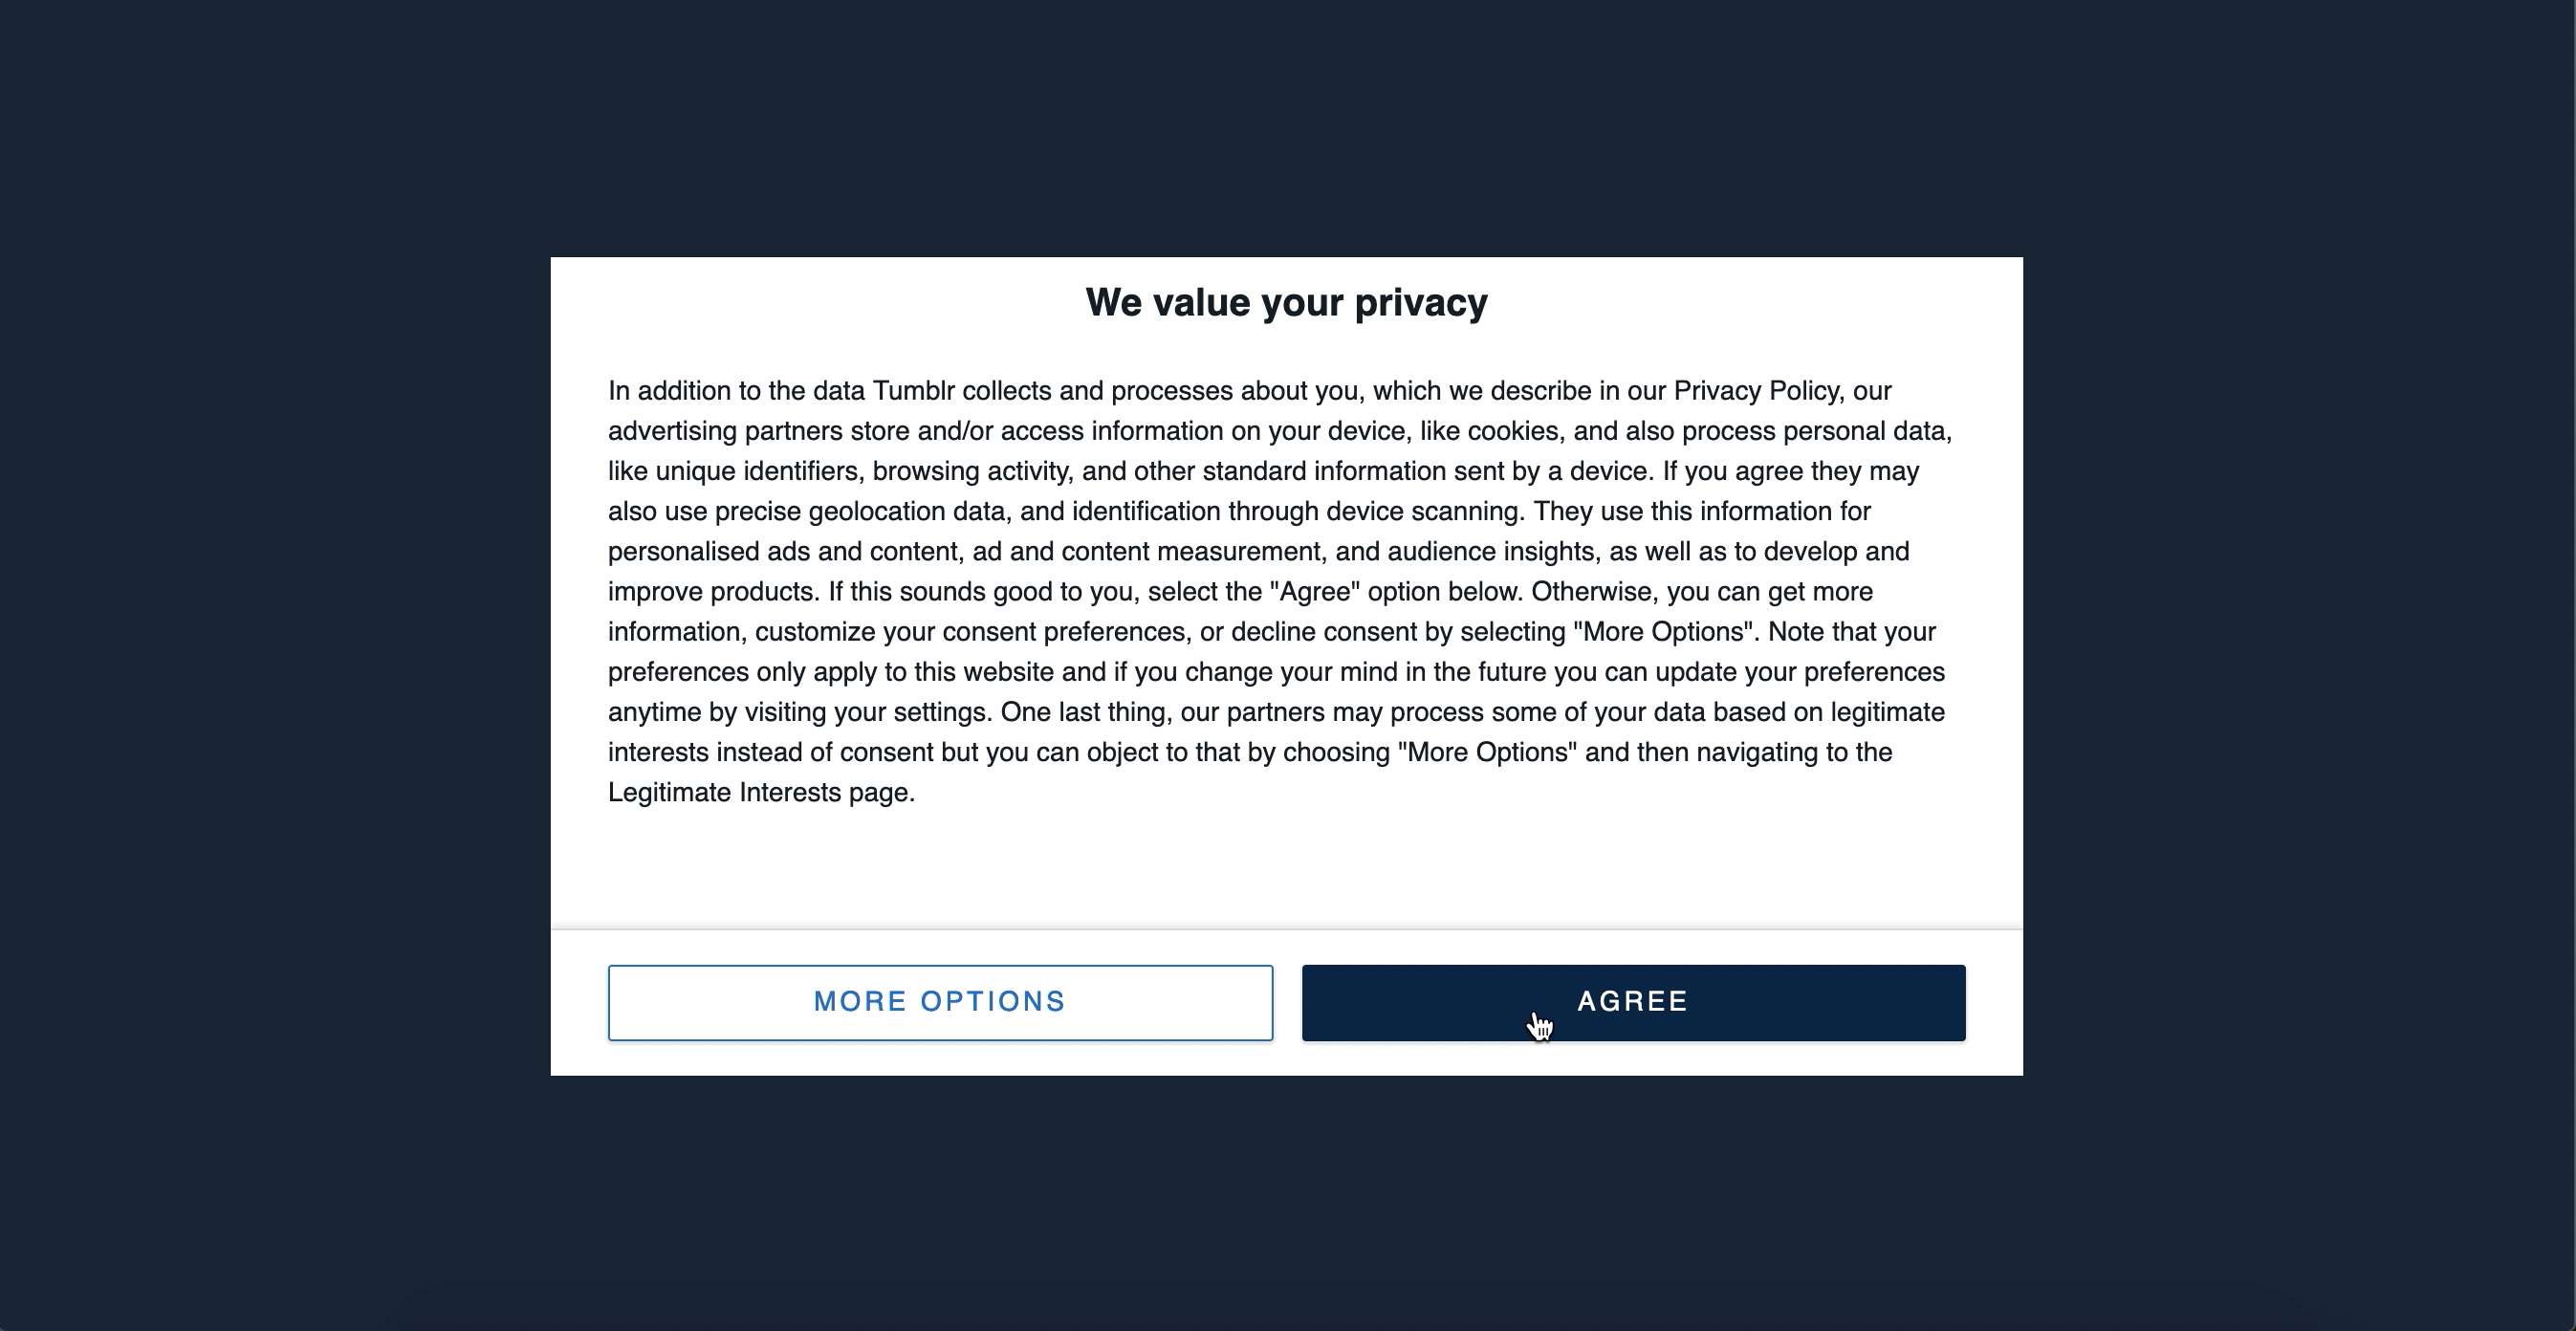 We value your privacy
In addition to the data Tumblr collects and processes about you, which we describe in our Privacy Policy, our
advertising partners store and/or access information on your device, like cookies, and also process personal data,
like unique identifiers, browsing activity, and other standard information sent by a device. If you agree they may
also use precise geolocation data, and identification through device scanning. They use this information for
personalised ads and content, ad and content measurement, and audience insights, as well as to develop and
improve products. If this sounds good to you, select the "Agree" option below. Otherwise, you can get more
information, customize your consent preferences, or decline consent by selecting "More Options". Note that your
preferences only apply to this website and if you change your mind in the future you can update your preferences
anytime by visiting your settings. One last thing, our partners may process some of your data based on legitimate
interests instead of consent but you can object to that by choosing "More Options" and then navigating to the
Legitimate Interests page.
MORE OPTIONS
AGREE